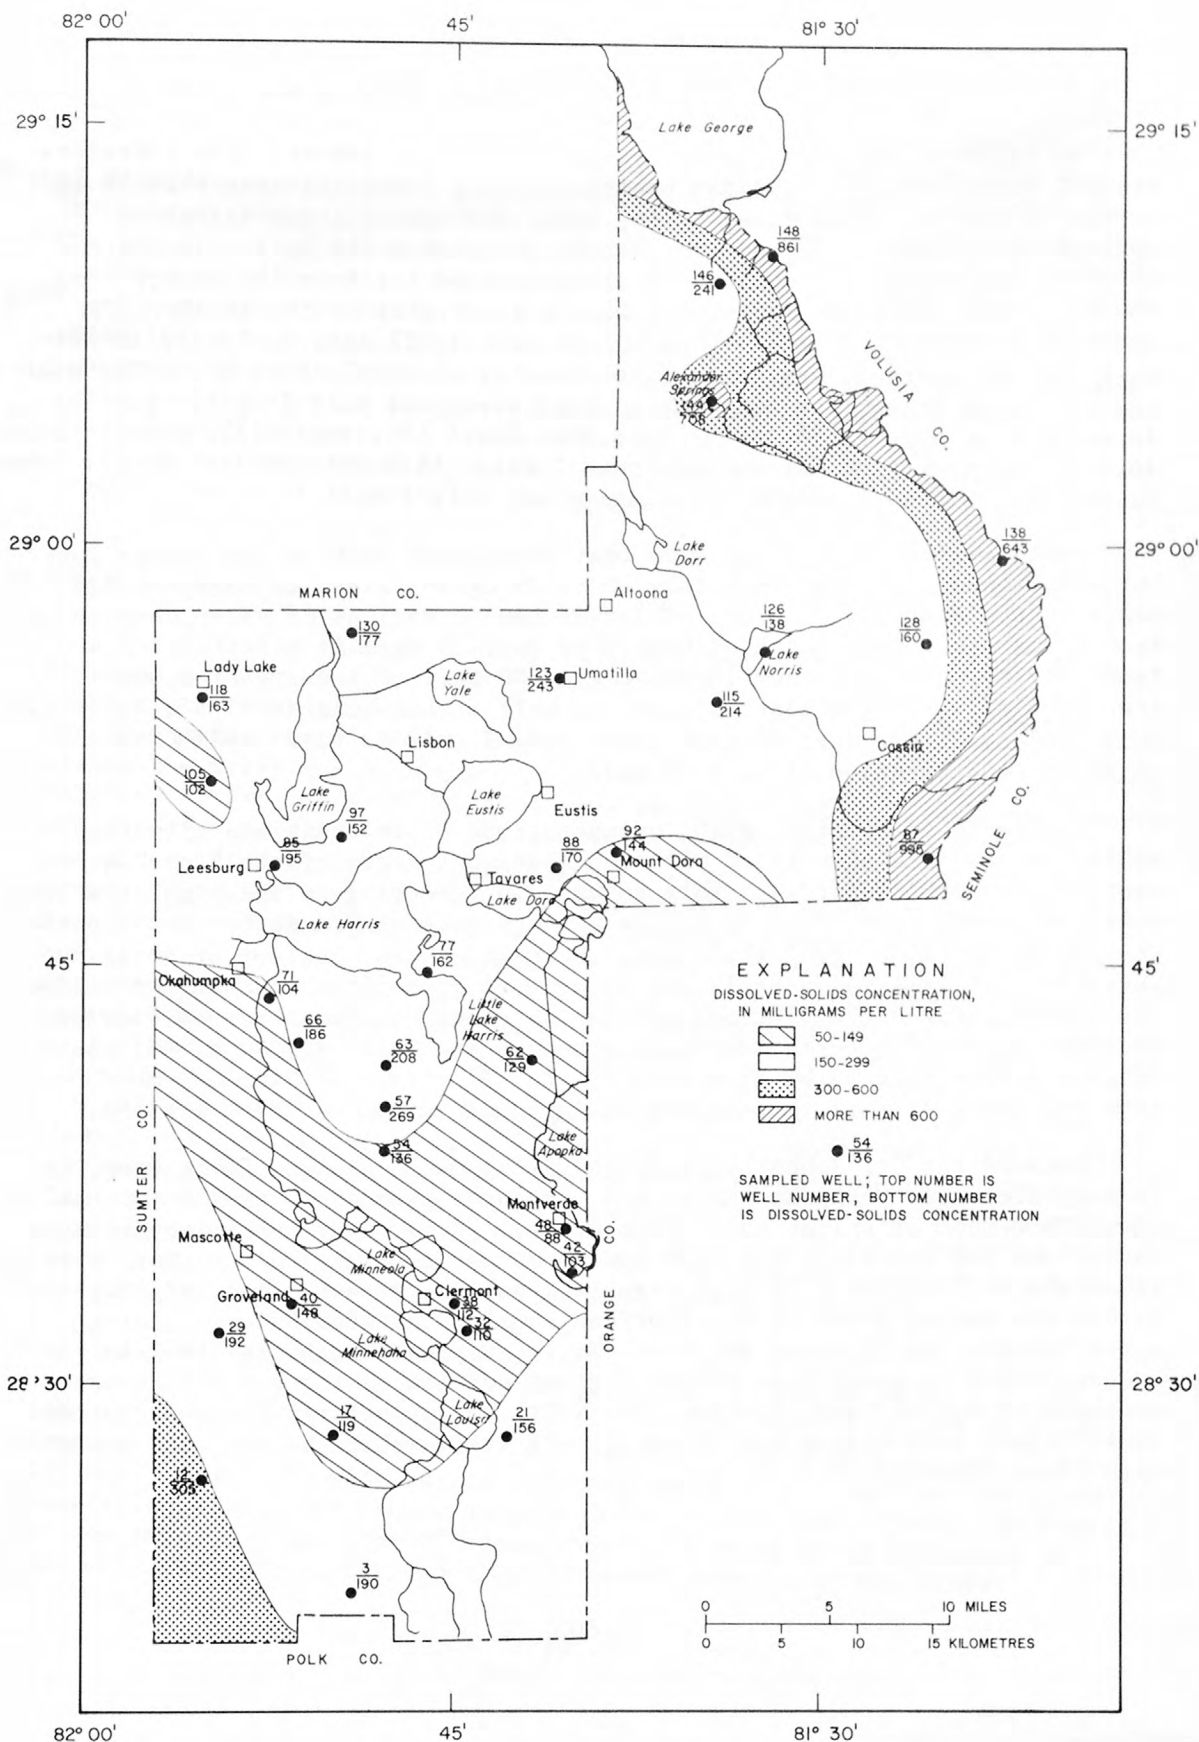 82° 00'
45'
81° 30'
29° 15'
29° 15'
Lake George
148
861
146
241
VOLUSIA CO.
Alexander
Springs
144
29° 00'
29° 00'
138
643
Lake
Dorr
MARION CO.
Altoona
130
177
126
138
128
160
Lady Lake
118
163
Lake
Yale
123
243
Umatilla
Lake
Norris
115
214
Lisbon
Cassia
105
102
Lake
Griffin
Lake
Eustis
Eustis
97
152
SEMINOLE CO.
85
195
88
170
92
144
Mount Dora
87
Leesburg
Tavares
Lake Dora
Lake Harris
77
162
45'
45'
Okahumpka
71
104
Little
Lake
Harris
66
186
63
208
62
129
57
269
54
136
Lake
Apopka
EXPLANATION
DISSOLVED-SOLIDS CONCENTRATION,
IN MILLIGRAMS PER LITRE
50-149
150-299
300-600
MORE THAN 600
54
136
SAMPLED WELL; TOP NUMBER IS
WELL NUMBER, BOTTOM NUMBER
IS DISSOLVED-SOLIDS CONCENTRATION
SUMTER CO.
Montverde
48
88
42
103
Mascotte
Lake
Minneola
Groveland
40
148
Clermont
38
112
32
110
ORANGE CO.
29
192
Lake
Minnehaha
28° 30'
28° 30'
17
119
Lake
Louisa
21
156
12
305
3
190
0 5 10 MILES
0 5 10 15 KILOMETRES
POLK CO.
82° 00'
45'
81° 30'